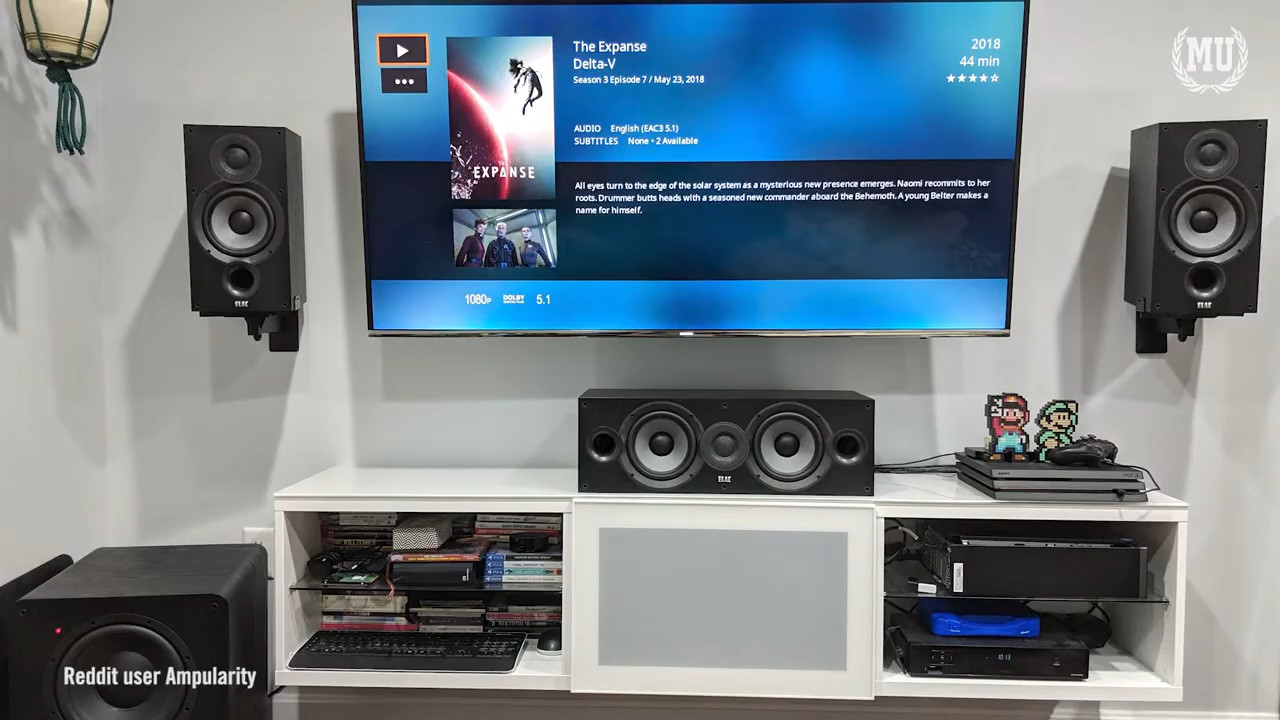 The Expanse
Delta-V
Season 3 Episode 7 / May 23, 2018
2018
44 min
AUDIO English (EAC3 5.1)
SUBTITLES None • 2 Available
THE
EXPANSE
All eyes turn to the edge of the solar system as a mysterious new presence emerges. Naomi recommits to her
roots. Drummer butts heads with a seasoned new commander aboard the Behemoth. A young Belter makes a
name for himself.
1080P
DOLBY
5.1
MU
ELAC
ELAC
ELAC
Reddit user Ampularity